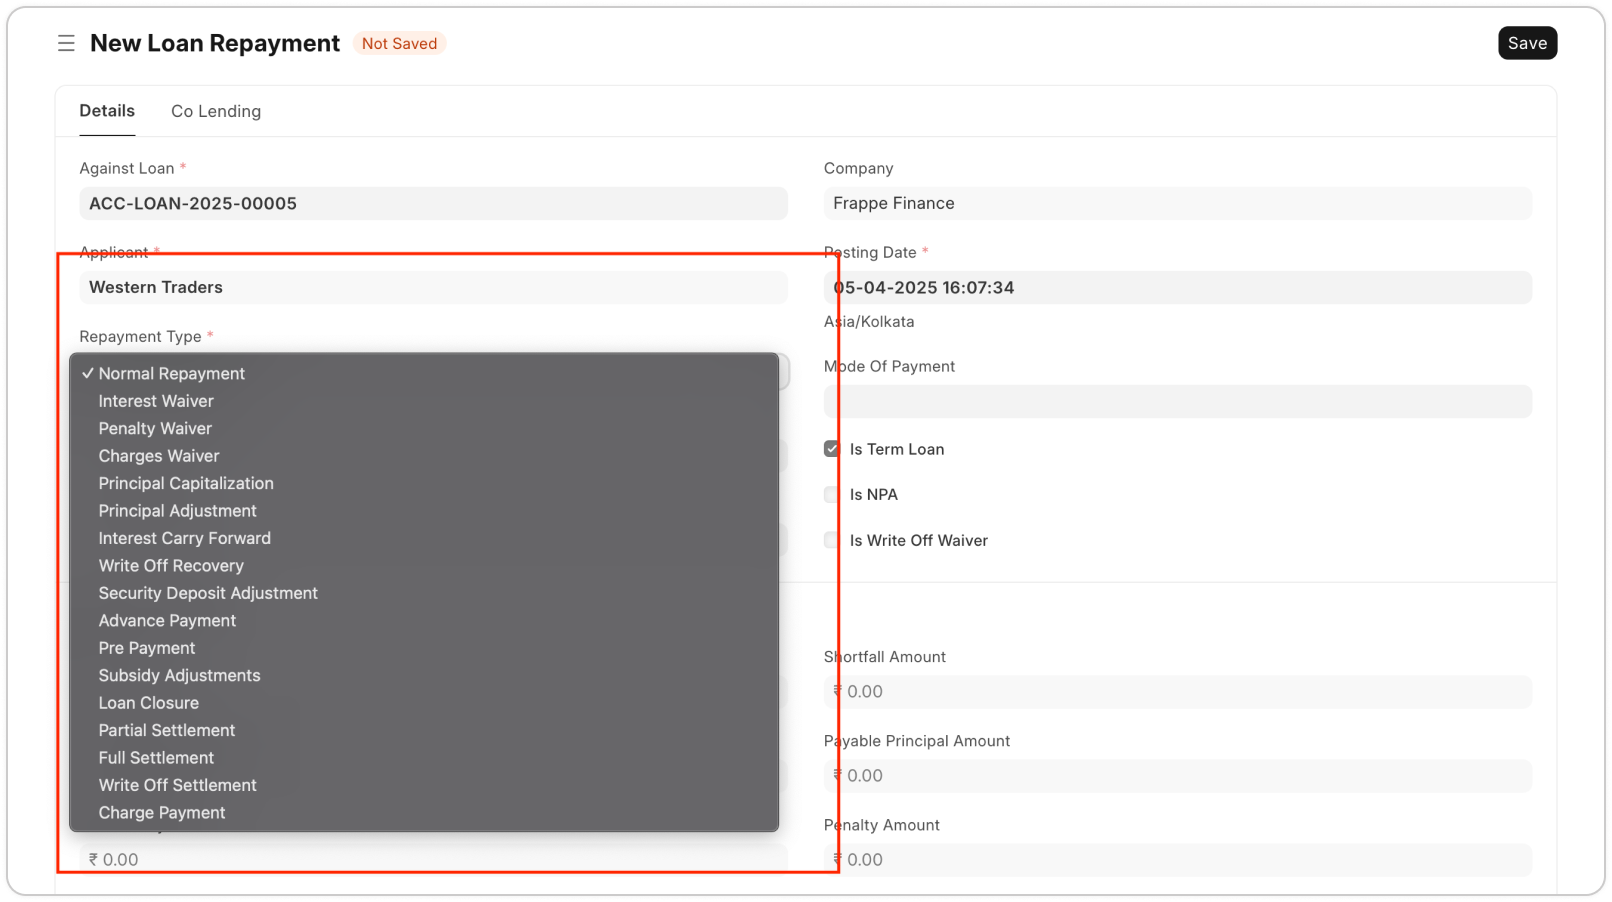 New Loan Repayment Not Saved Save
Details Co Lending
Against Loan * Company
ACC-LOAN-2025-00005 Frappe Finance
Applicant * Posting Date *
Western Traders 05-04-2025 16:07:34
Asia/Kolkata
Repayment Type *
Mode Of Payment
✓ Normal Repayment
Interest Waiver
Penalty Waiver
Charges Waiver
Principal Capitalization
Principal Adjustment
Interest Carry Forward
Write Off Recovery
Security Deposit Adjustment
Advance Payment
Pre Payment
Subsidy Adjustments
Loan Closure
Partial Settlement
Full Settlement
Write Off Settlement
Charge Payment
₹ 0.00
Is Term Loan
Is NPA
Is Write Off Waiver
Shortfall Amount
₹ 0.00
Payable Principal Amount
₹ 0.00
Penalty Amount
₹ 0.00